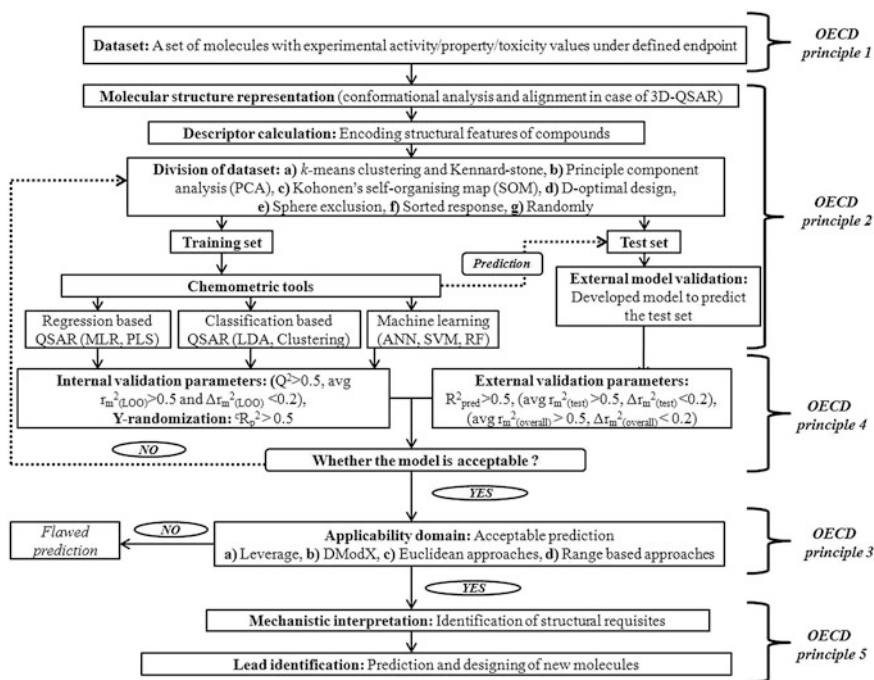 Dataset: A set of molecules with experimental activity/property/toxicity values under defined endpoint
OECD
principle 1
Molecular structure representation (conformational analysis and alignment in case of 3D-QSAR)
Descriptor calculation: Encoding structural features of compounds
Division of dataset: a) k-means clustering and Kennard-stone, b) Principle component
analysis (PCA), c) Kohonen's self-organising map (SOM), d) D-optimal design,
e) Sphere exclusion, f) Sorted response, g) Randomly
OECD
principle 2
Training set
Test set
Prediction
Chemometric tools
External model validation:
Developed model to predict
the test set
Regression based
QSAR (MLR, PLS)
Classification based
QSAR (LDA, Clustering)
Machine learning
(ANN, SVM, RF)
Internal validation parameters: (Q²>0.5, avg
rm²(LOO)>0.5 and Δrm²(LOO) <0.2),
Y-randomization: ᶜRp² > 0.5
External validation parameters:
R²pred>0.5, (avg rm²(test)>0.5, Δrm²(test)<0.2),
(avg rm²(overall) > 0.5, Δrm²(overall) < 0.2)
OECD
principle 4
NO
Whether the model is acceptable ?
YES
NO
Flawed
prediction
Applicability domain: Acceptable prediction
a) Leverage, b) DModX, c) Euclidean approaches, d) Range based approaches
OECD
principle 3
YES
Mechanistic interpretation: Identification of structural requisites
Lead identification: Prediction and designing of new molecules
OECD
principle 5